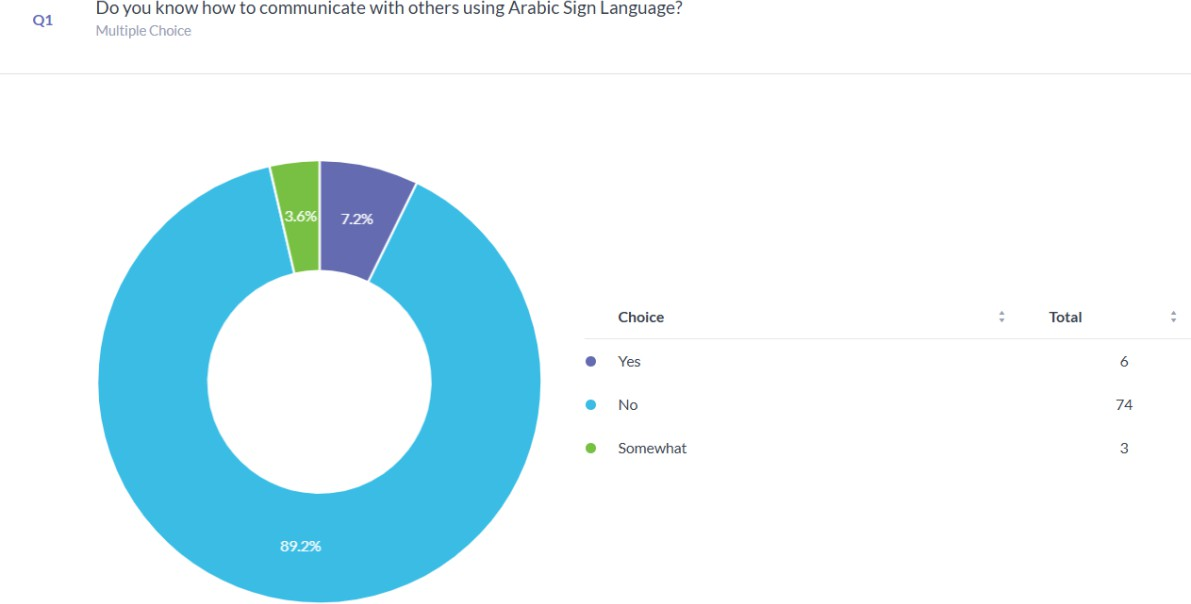 Q1 Do you know how to communicate with others using Arabic Sign Language?
Multiple Choice
3.6% 7.2%
89.2%
Choice Total
Yes 6
No 74
Somewhat 3